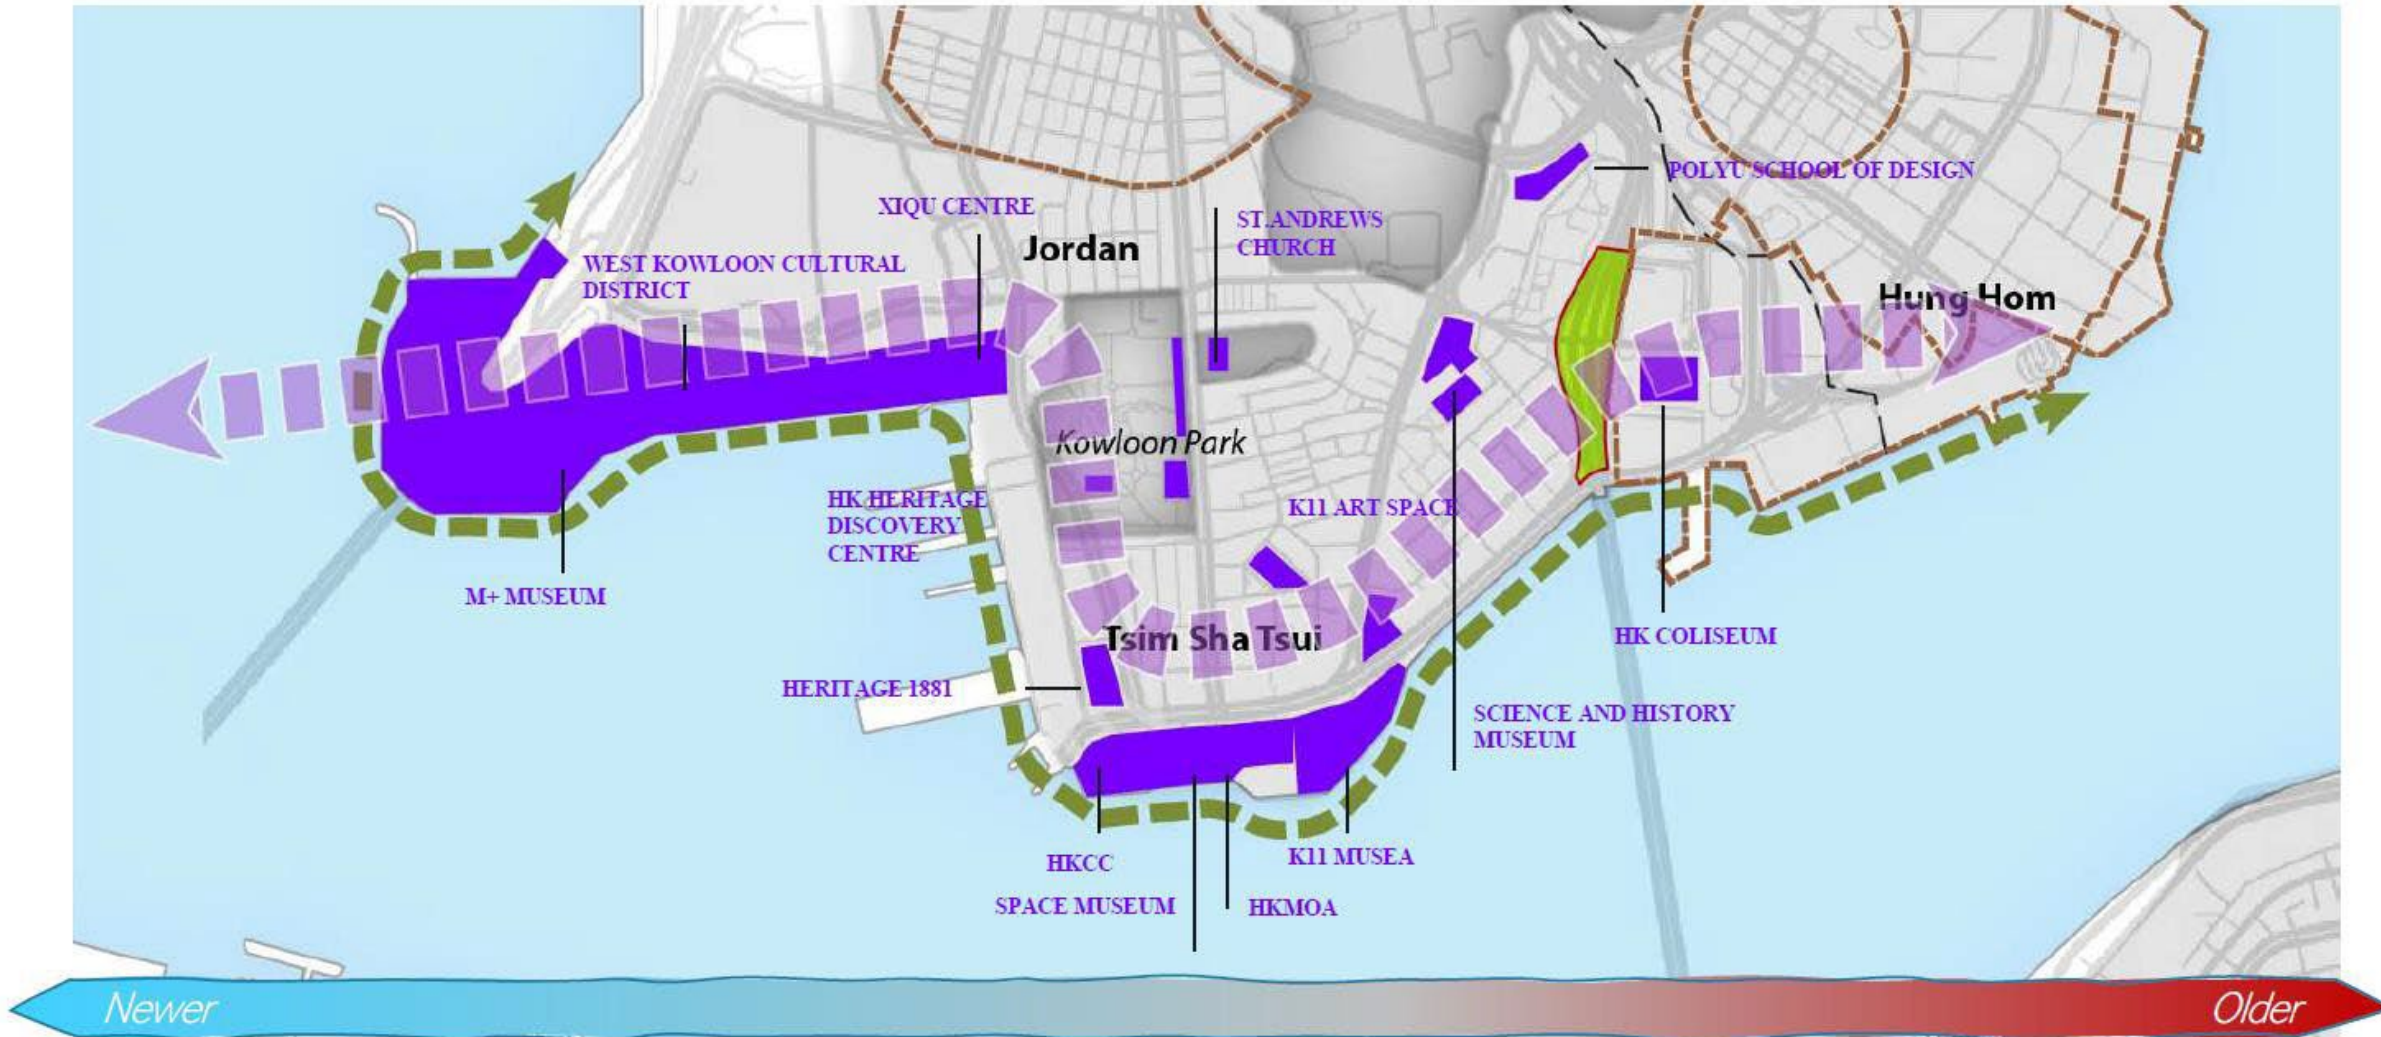 POLYU SCHOOL OF DESIGN
XIQU CENTRE
ST.ANDREWS
CHURCH
Jordan
WEST KOWLOON CULTURAL
DISTRICT
Hung Hom
Kowloon Park
HK HERITAGE
DISCOVERY
CENTRE
K11 ART SPACE
M+ MUSEUM
Tsim Sha Tsui
HK COLISEUM
HERITAGE 1881
SCIENCE AND HISTORY
MUSEUM
HKCC
K11 MUSEA
SPACE MUSEUM
HKMOA
Newer
Older